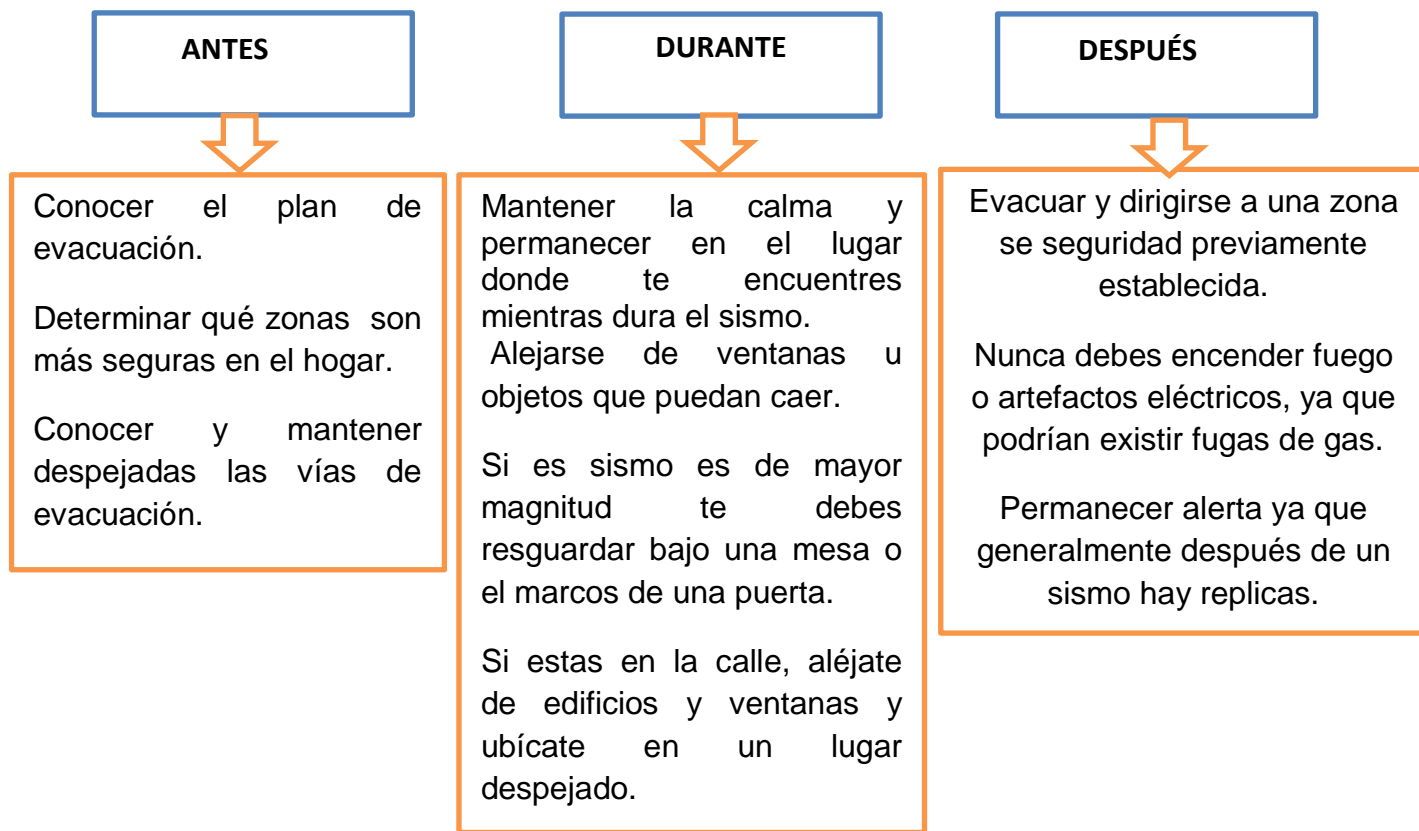 ANTES
Conocer el plan de
evacuación.
Determinar qué zonas son
más seguras en el hogar.
Conocer y mantener
despejadas las vías de
evacuación.
DURANTE
Mantener la calma y
permanecer en el lugar
donde te encuentres
mientras dura el sismo.
Alejarse de ventanas u
objetos que puedan caer.
Si es sismo es de mayor
magnitud te debes
resguardar bajo una mesa o
el marcos de una puerta.
Si estas en la calle, aléjate
de edificios y ventanas y
ubícate en un lugar
despejado.
DESPUÉS
Evacuar y dirigirse a una zona
se seguridad previamente
establecida.
Nunca debes encender fuego
o artefactos eléctricos, ya que
podrían existir fugas de gas.
Permanecer alerta ya que
generalmente después de un
sismo hay replicas.